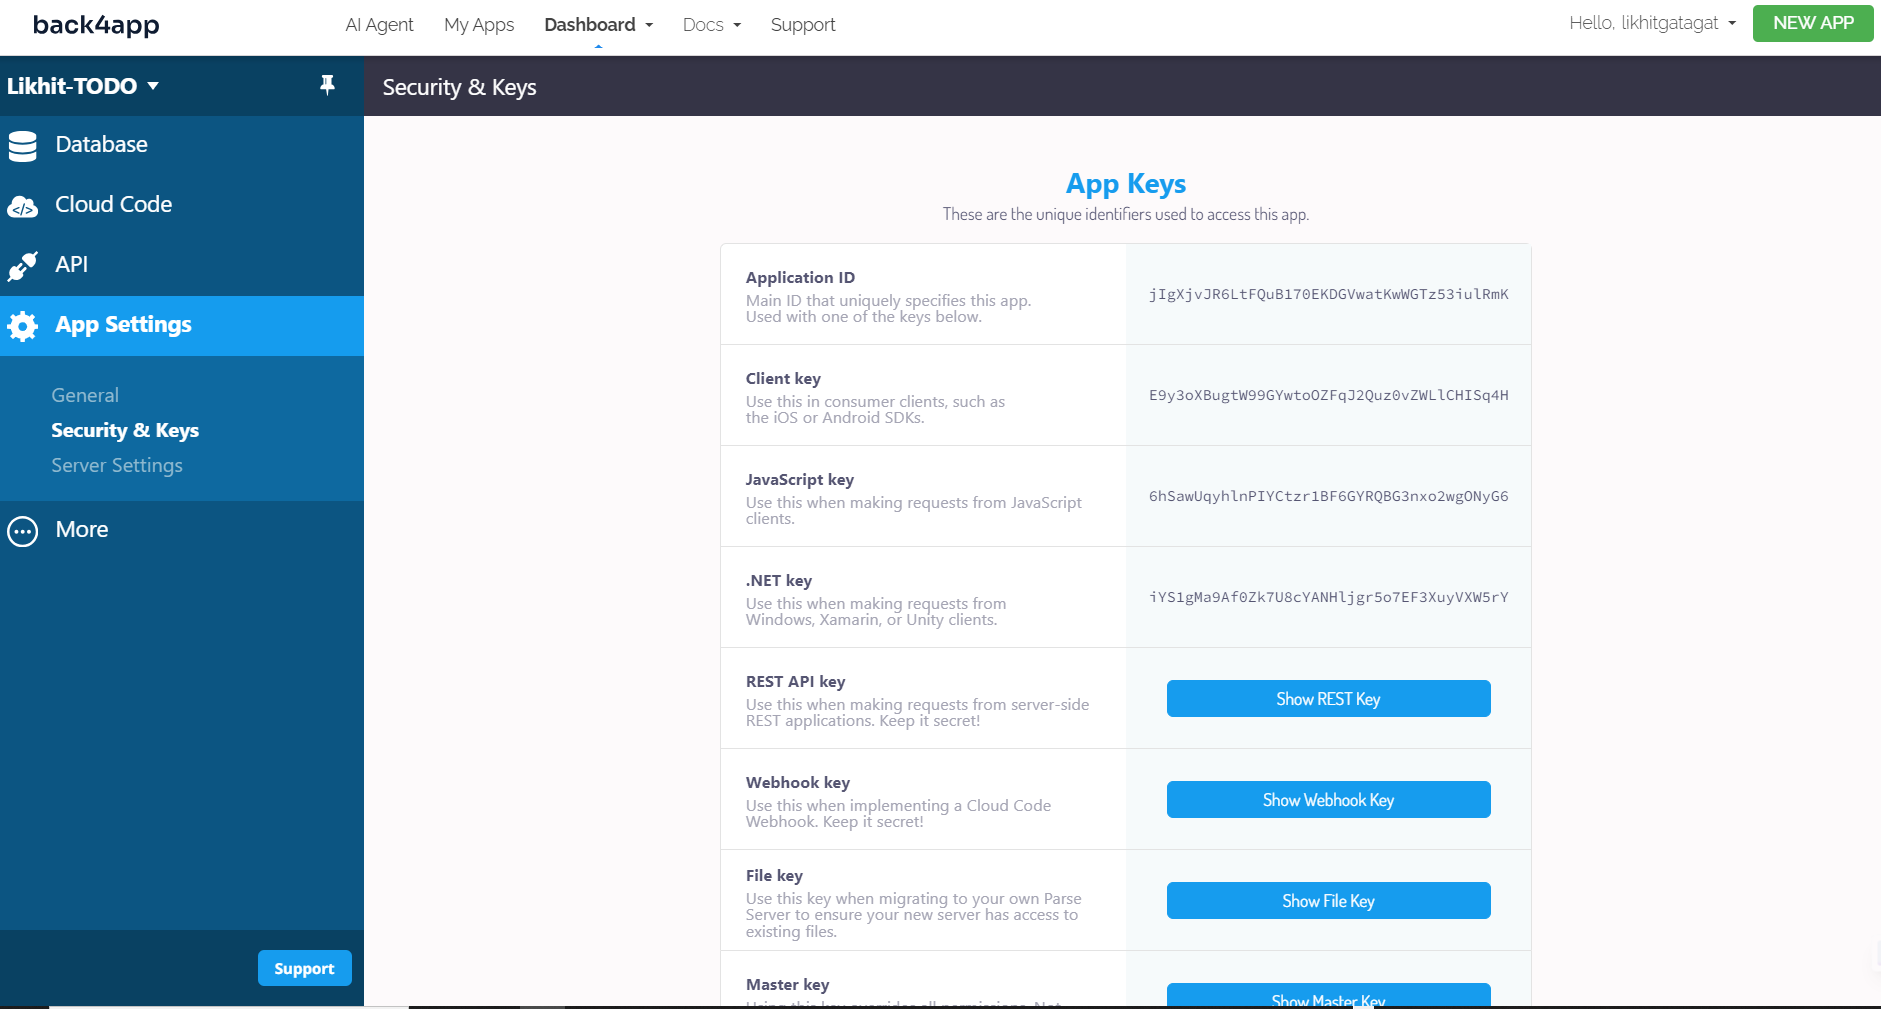 back4app
AI Agent
My Apps
Dashboard
Docs
Support
Hello, likhitgatagat
NEW APP
Likhit-TODO
Security & Keys
Database
Cloud Code
API
App Settings
General
Security & Keys
Server Settings
More
Support
App Keys
These are the unique identifiers used to access this app.
Application ID
Main ID that uniquely specifies this app.
Used with one of the keys below.
jIgXjvJR6LtFQuB170EKDGVwatKwWGTz53iulRmK
Client key
Use this in consumer clients, such as
the iOS or Android SDKs.
E9y3oXBugtW99GYwtoOZFqJ2Quz0vZWLlCHISq4H
JavaScript key
Use this when making requests from JavaScript
clients.
6hSawUqyhlnPIYCtzr1BF6GYRQBG3nxo2wgONyG6
.NET key
Use this when making requests from
Windows, Xamarin, or Unity clients.
iYS1gMa9Af0Zk7U8cYANHljgr5o7EF3XuyVXW5rY
REST API key
Use this when making requests from server-side
REST applications. Keep it secret!
Show REST Key
Webhook key
Use this when implementing a Cloud Code
Webhook. Keep it secret!
Show Webhook Key
File key
Use this key when migrating to your own Parse
Server to ensure your new server has access to
existing files.
Show File Key
Master key
Using this key overrides all permissions. Not
Show Master Key